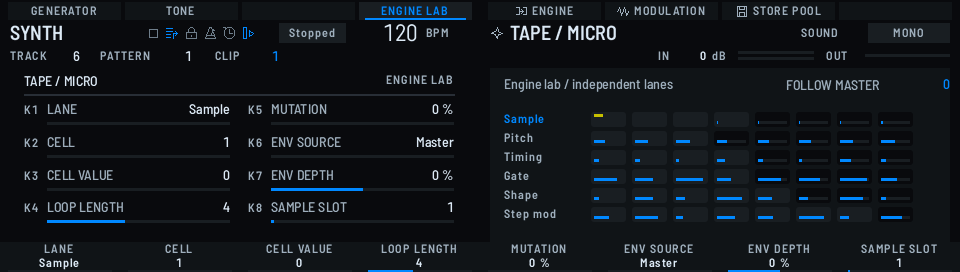 GENERATOR TONE ENGINE LAB ENGINE MODULATION STORE POOL
SYNTH Stopped 120 BPM TAPE / MICRO SOUND MONO
TRACK 6 PATTERN 1 CLIP 1 IN 0 dB OUT
TAPE / MICRO ENGINE LAB
K1 LANE Sample K5 MUTATION 0 %
K2 CELL 1 K6 ENV SOURCE Master
K3 CELL VALUE 0 K7 ENV DEPTH 0 %
K4 LOOP LENGTH 4 K8 SAMPLE SLOT 1
Engine lab / independent lanes FOLLOW MASTER 0
Sample
Pitch
Timing
Gate
Shape
Step mod
LANE CELL CELL VALUE LOOP LENGTH MUTATION ENV SOURCE ENV DEPTH SAMPLE SLOT
Sample 1 0 4 0 % Master 0 % 1